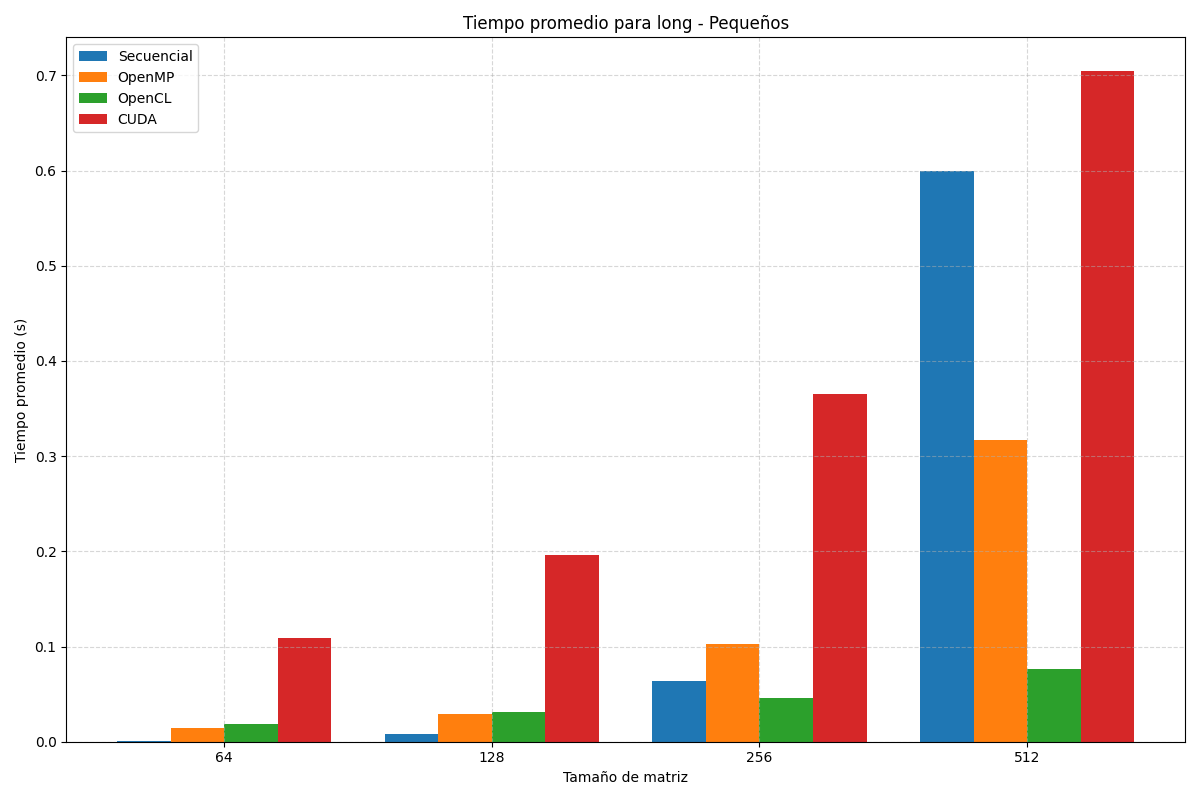 Tiempo promedio para long - Pequeños
Secuencial
OpenMP
OpenCL
CUDA
Tiempo promedio (s)
0.7
0.6
0.5
0.4
0.3
0.2
0.1
0.0
64
128
256
512
Tamaño de matriz